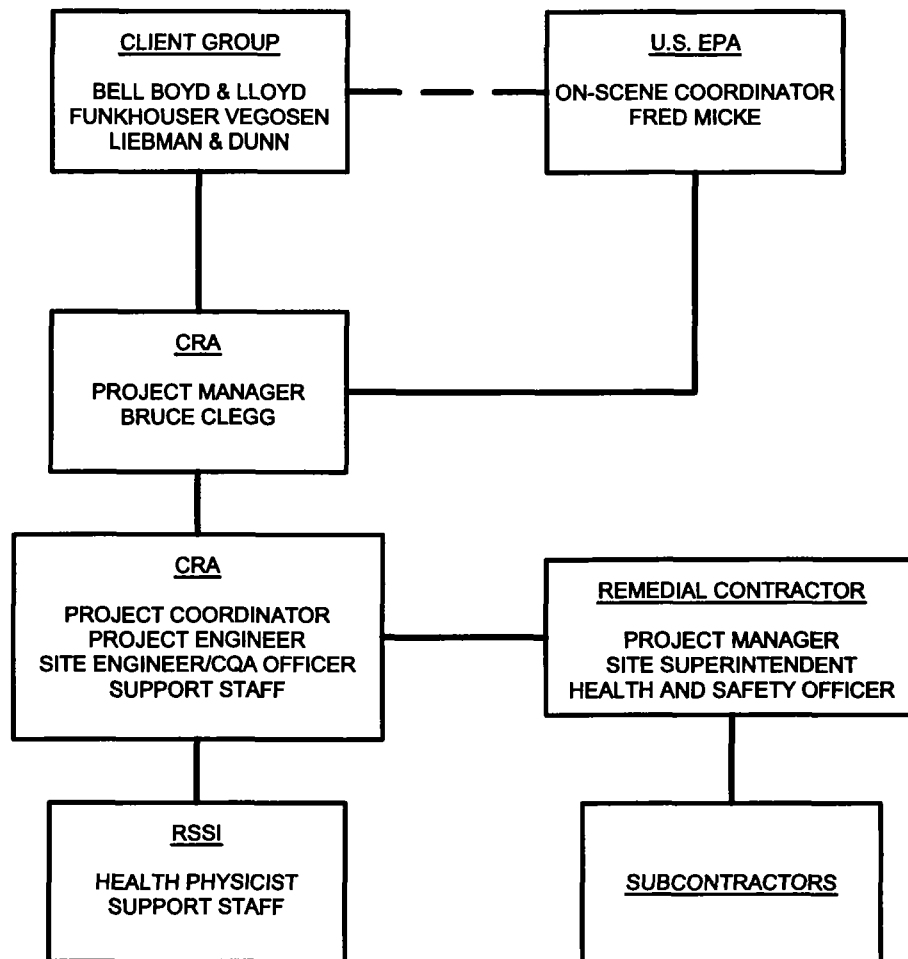 CLIENT GROUP
BELL BOYD & LLOYD
FUNKHOUSER VEGOSEN
LIEBMAN & DUNN
U.S. EPA
ON-SCENE COORDINATOR
FRED MICKE
CRA
PROJECT MANAGER
BRUCE CLEGG
CRA
PROJECT COORDINATOR
PROJECT ENGINEER
SITE ENGINEER/CQA OFFICER
SUPPORT STAFF
REMEDIAL CONTRACTOR
PROJECT MANAGER
SITE SUPERINTENDENT
HEALTH AND SAFETY OFFICER
RSSI
HEALTH PHYSICIST
SUPPORT STAFF
SUBCONTRACTORS